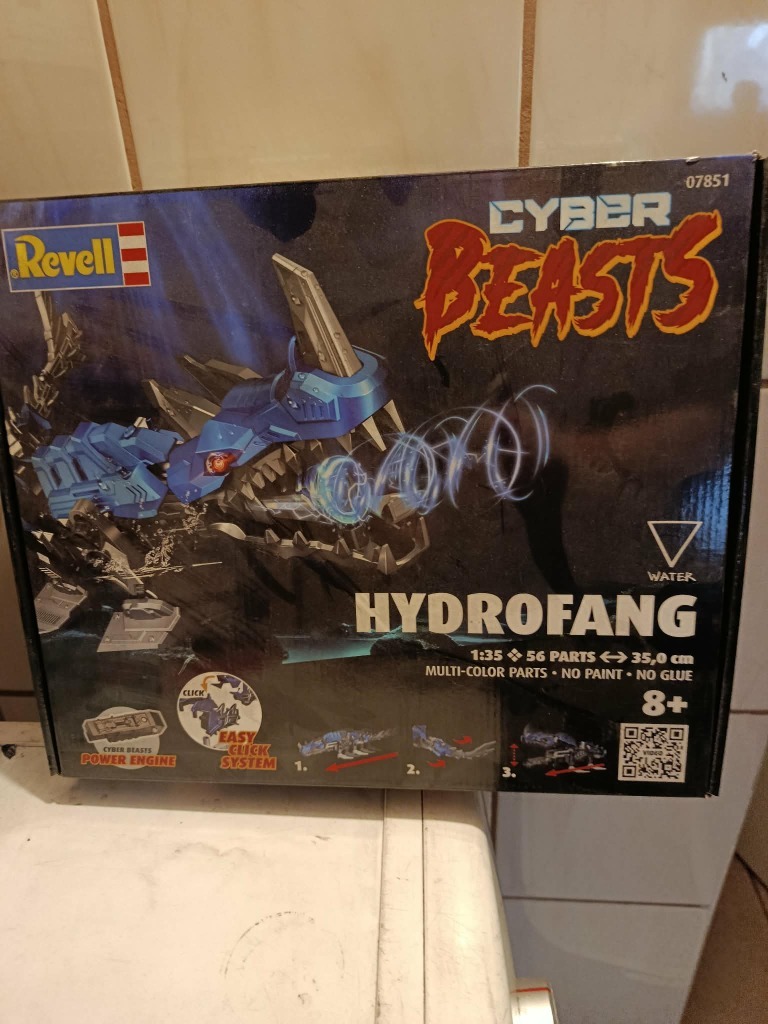 07851
Revell
CYBER
BEASTS
WATER
HYDROFANG
1:35 ❖ 56 PARTS ↔ 35,0 cm
MULTI-COLOR PARTS • NO PAINT • NO GLUE
8+
CLICK
EASY
CLICK
SYSTEM
CYBER BEASTS
POWER ENGINE
1.
2.
3.
VIDEO